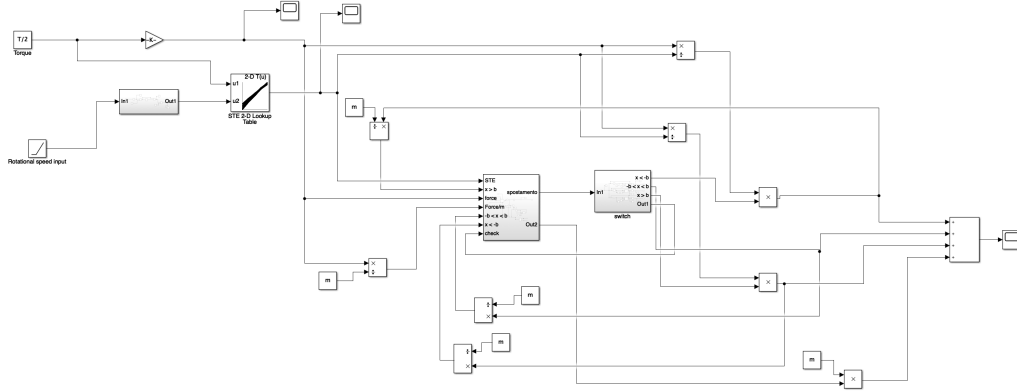 T/2
Torque
-K-
2-D T(u)
u1
u2
STE 2-D Lookup
Table
In1
Out1
Rotational speed input
m
÷ ×
×
÷
×
÷
STE
x > b
force
Force/m
-b < x < b
x < -b
check
spostamento
Out2
In1
x < -b
-b < x < b
x > b
Out1
switch
×
+
+
+
+
×
÷
m
×
m
÷
×
m
÷
×
m
×